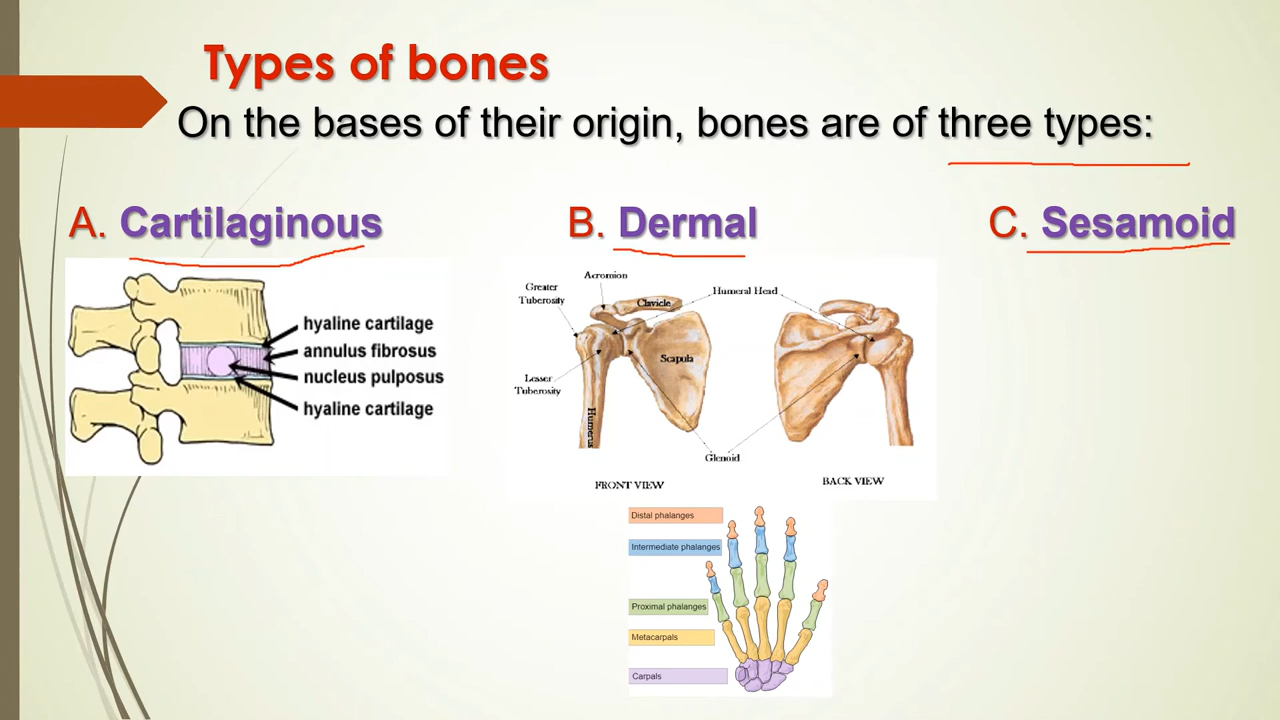 Types of bones
On the bases of their origin, bones are of three types:
A. Cartilaginous
B. Dermal
C. Sesamoid
hyaline cartilage
annulus fibrosus
nucleus pulposus
hyaline cartilage
Acromion
Greater
Tuberosity
Clavicle
Humeral Head
Scapula
Lesser
Tuberosity
Humerus
Glenoid
FRONT VIEW
BACK VIEW
Distal phalanges
Intermediate phalanges
Proximal phalanges
Metacarpals
Carpals